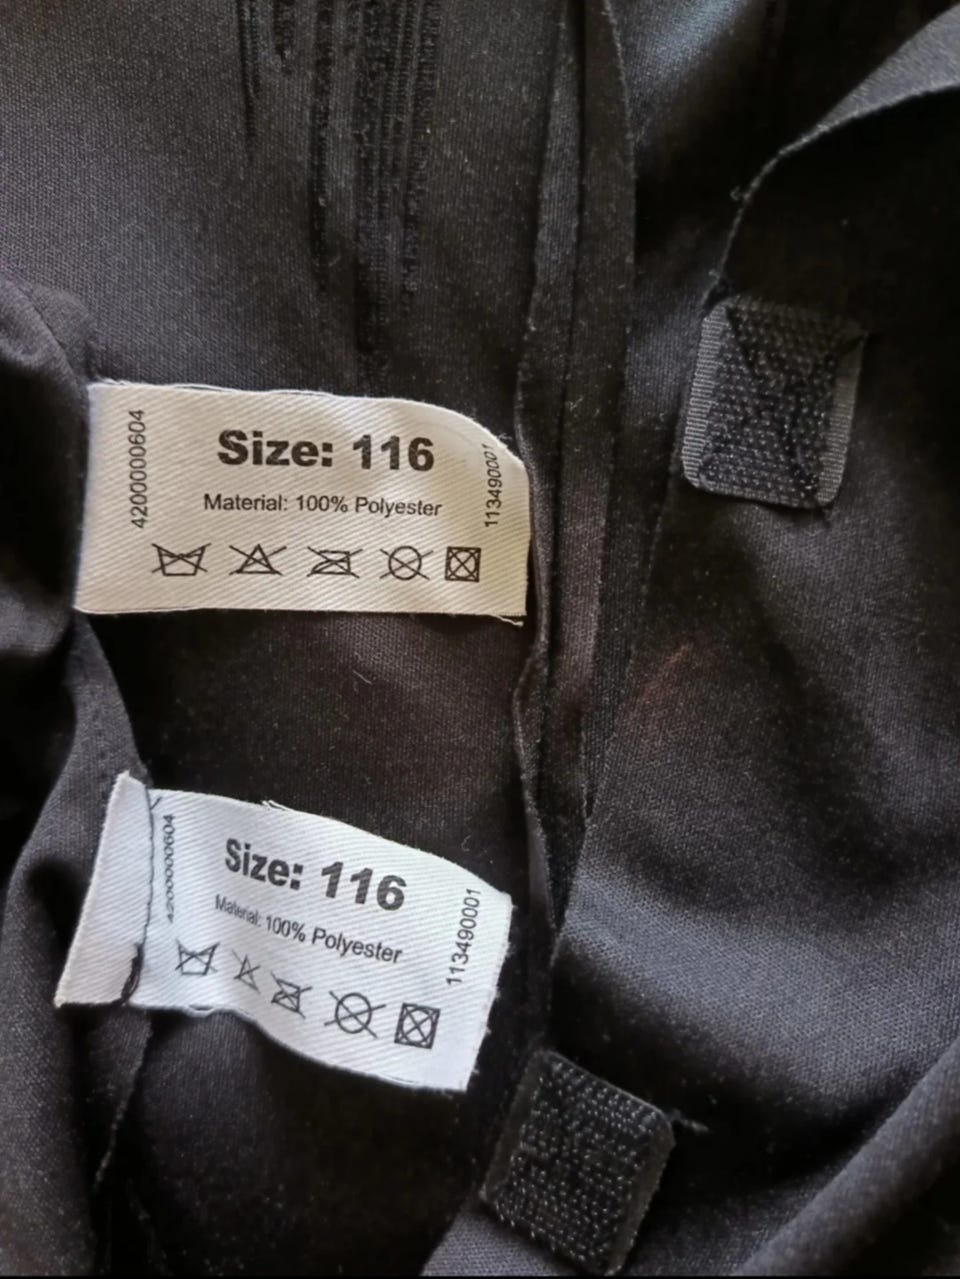 4200000604
Size: 116
Material: 100% Polyester
113490001
4200000604
Size: 116
Material: 100% Polyester
113490001